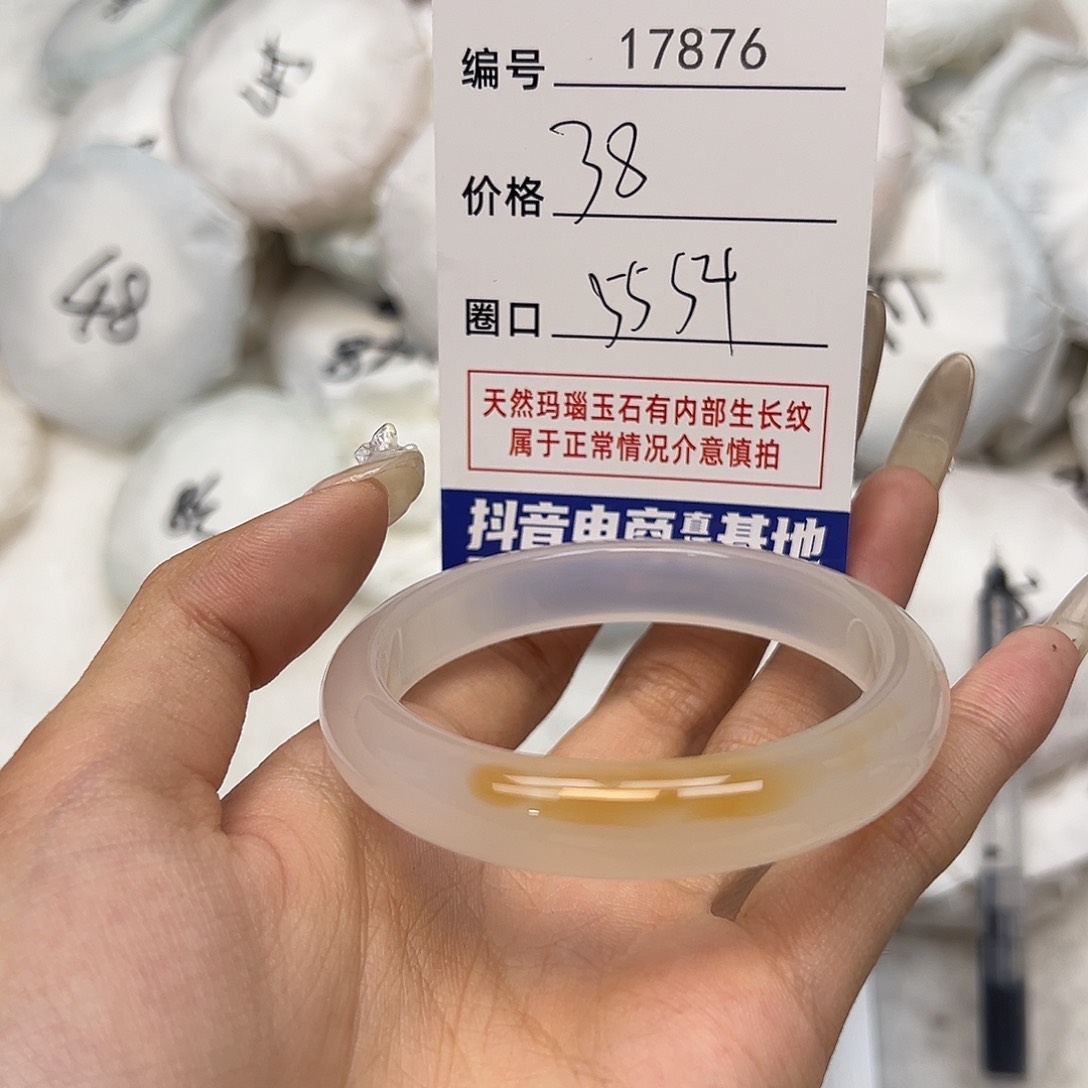 45
48
编号 17876
价格 38
圈口 55 54
天然玛瑙玉石有内部生长纹
属于正常情况介意慎拍
抖音电商真基地